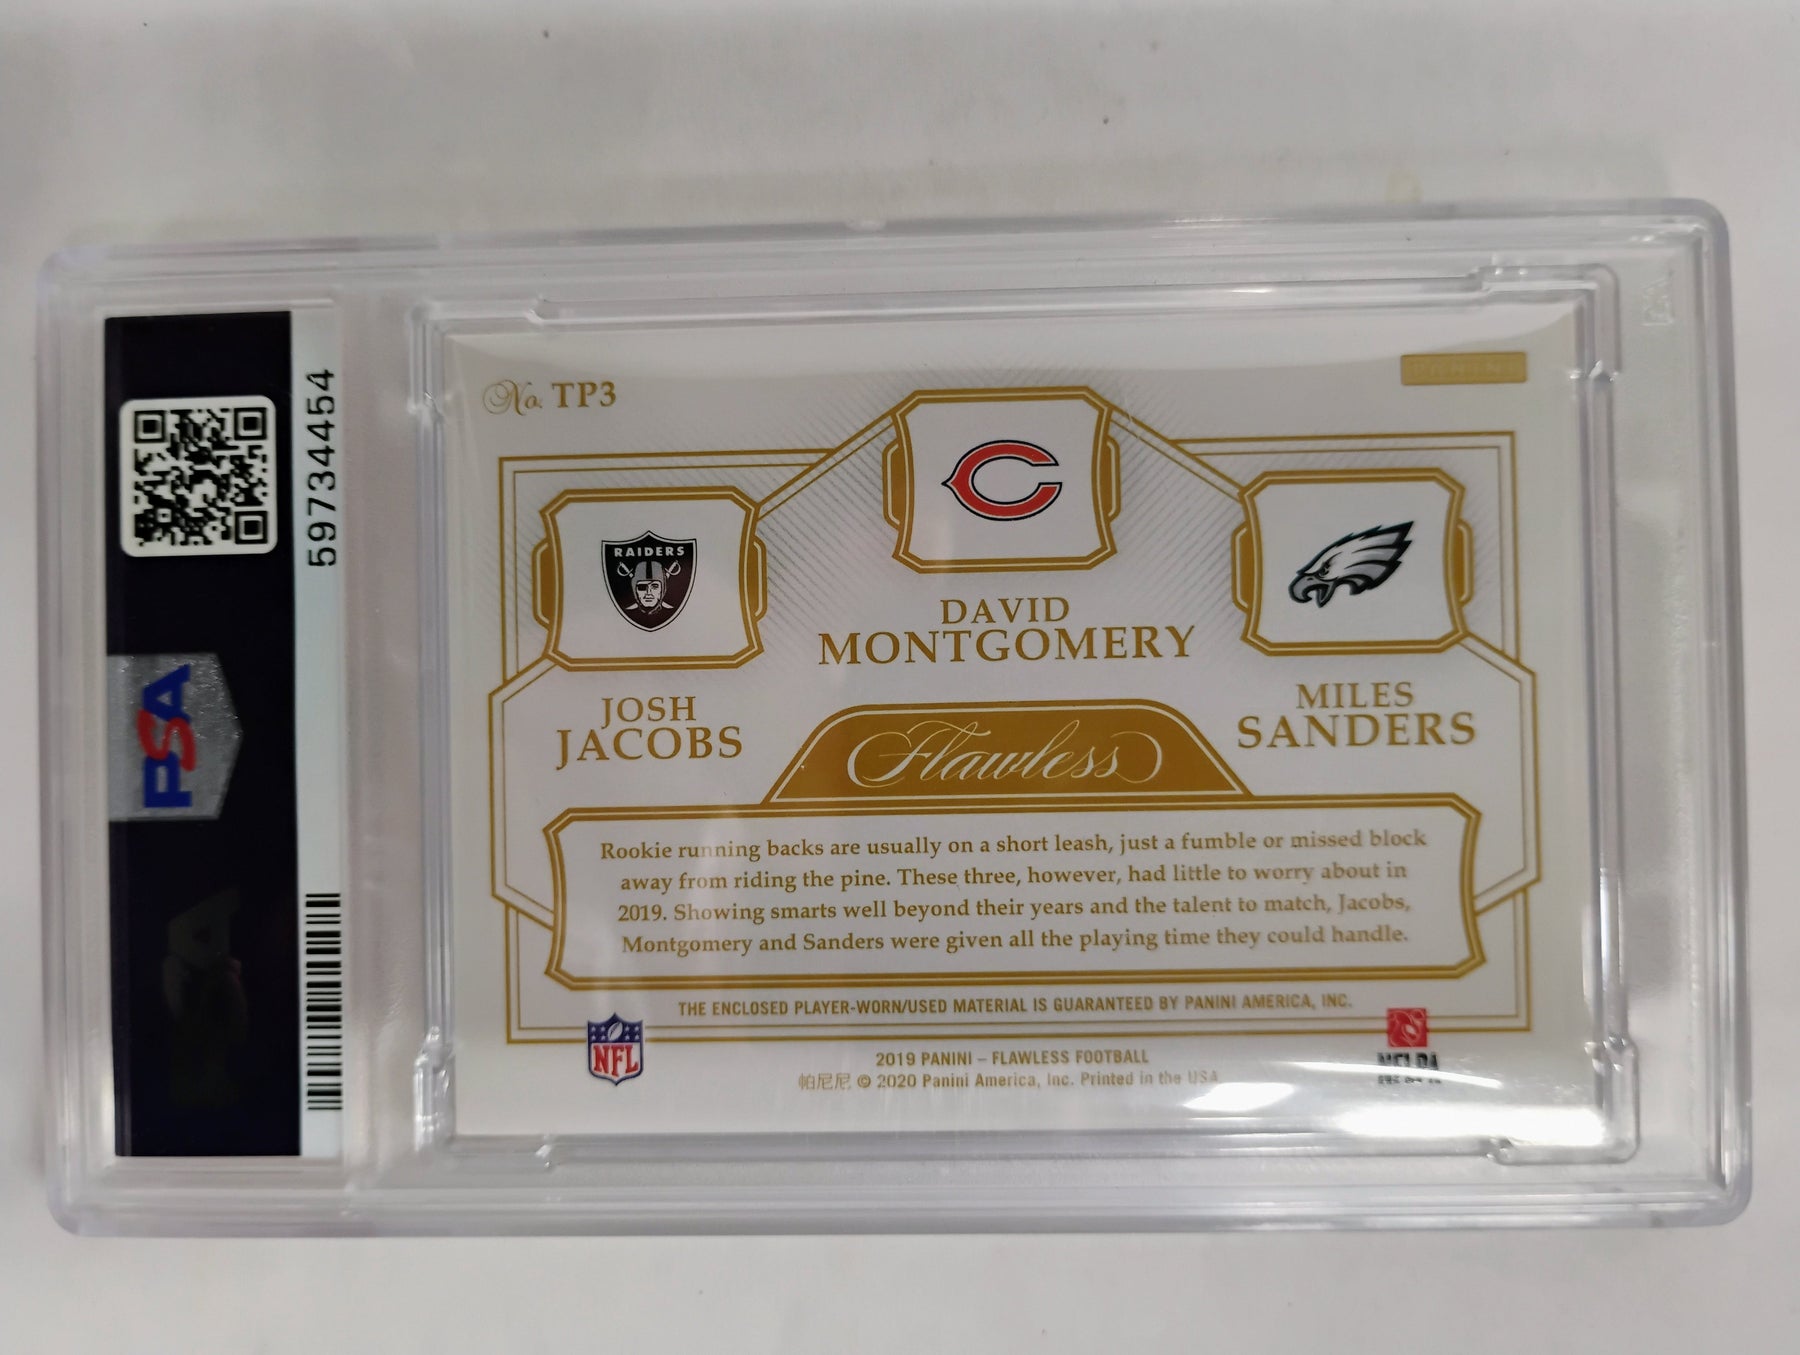 59734454
PSA
No. TP3
PANINI
RAIDERS
DAVID
MONTGOMERY
JOSH
JACOBS
MILES
SANDERS
Flawless
Rookie running backs are usually on a short leash, just a fumble or missed block
away from riding the pine. These three, however, had little to worry about in
2019. Showing smarts well beyond their years and the talent to match, Jacobs,
Montgomery and Sanders were given all the playing time they could handle.
THE ENCLOSED PLAYER-WORN/USED MATERIAL IS GUARANTEED BY PANINI AMERICA, INC.
NFL
NFLPA
2019 PANINI – FLAWLESS FOOTBALL
帕尼尼 © 2020 Panini America, Inc. Printed in the USA